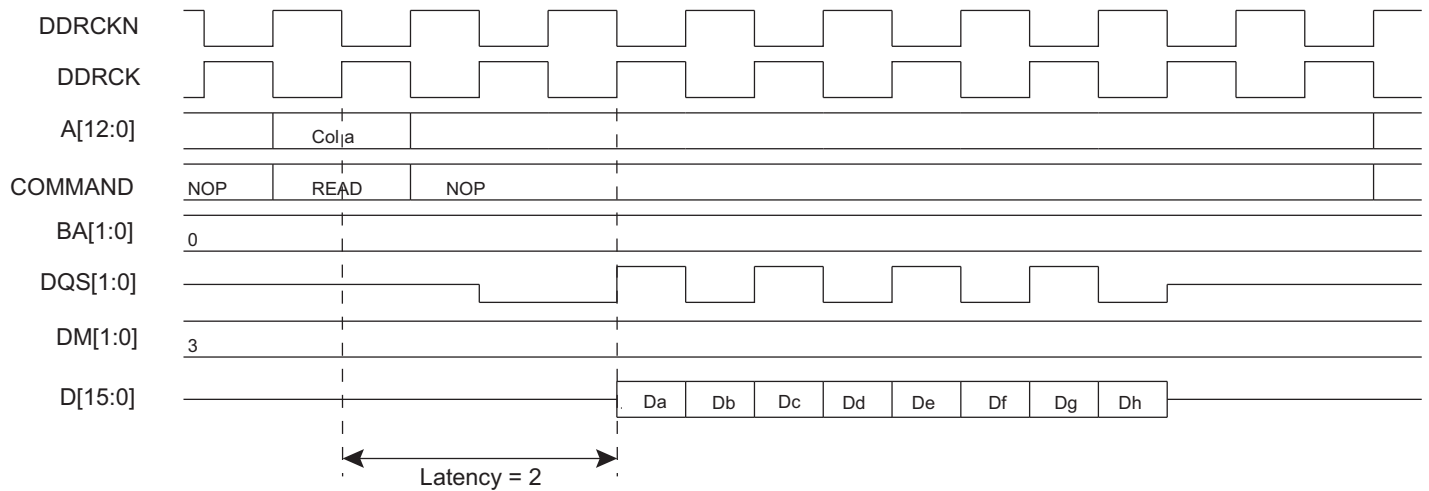 DDRCKN
DDRCK
A[12:0] Col a
COMMAND NOP READ NOP
BA[1:0] 0
DQS[1:0]
DM[1:0] 3
D[15:0] Da Db Dc Dd De Df Dg Dh
Latency = 2